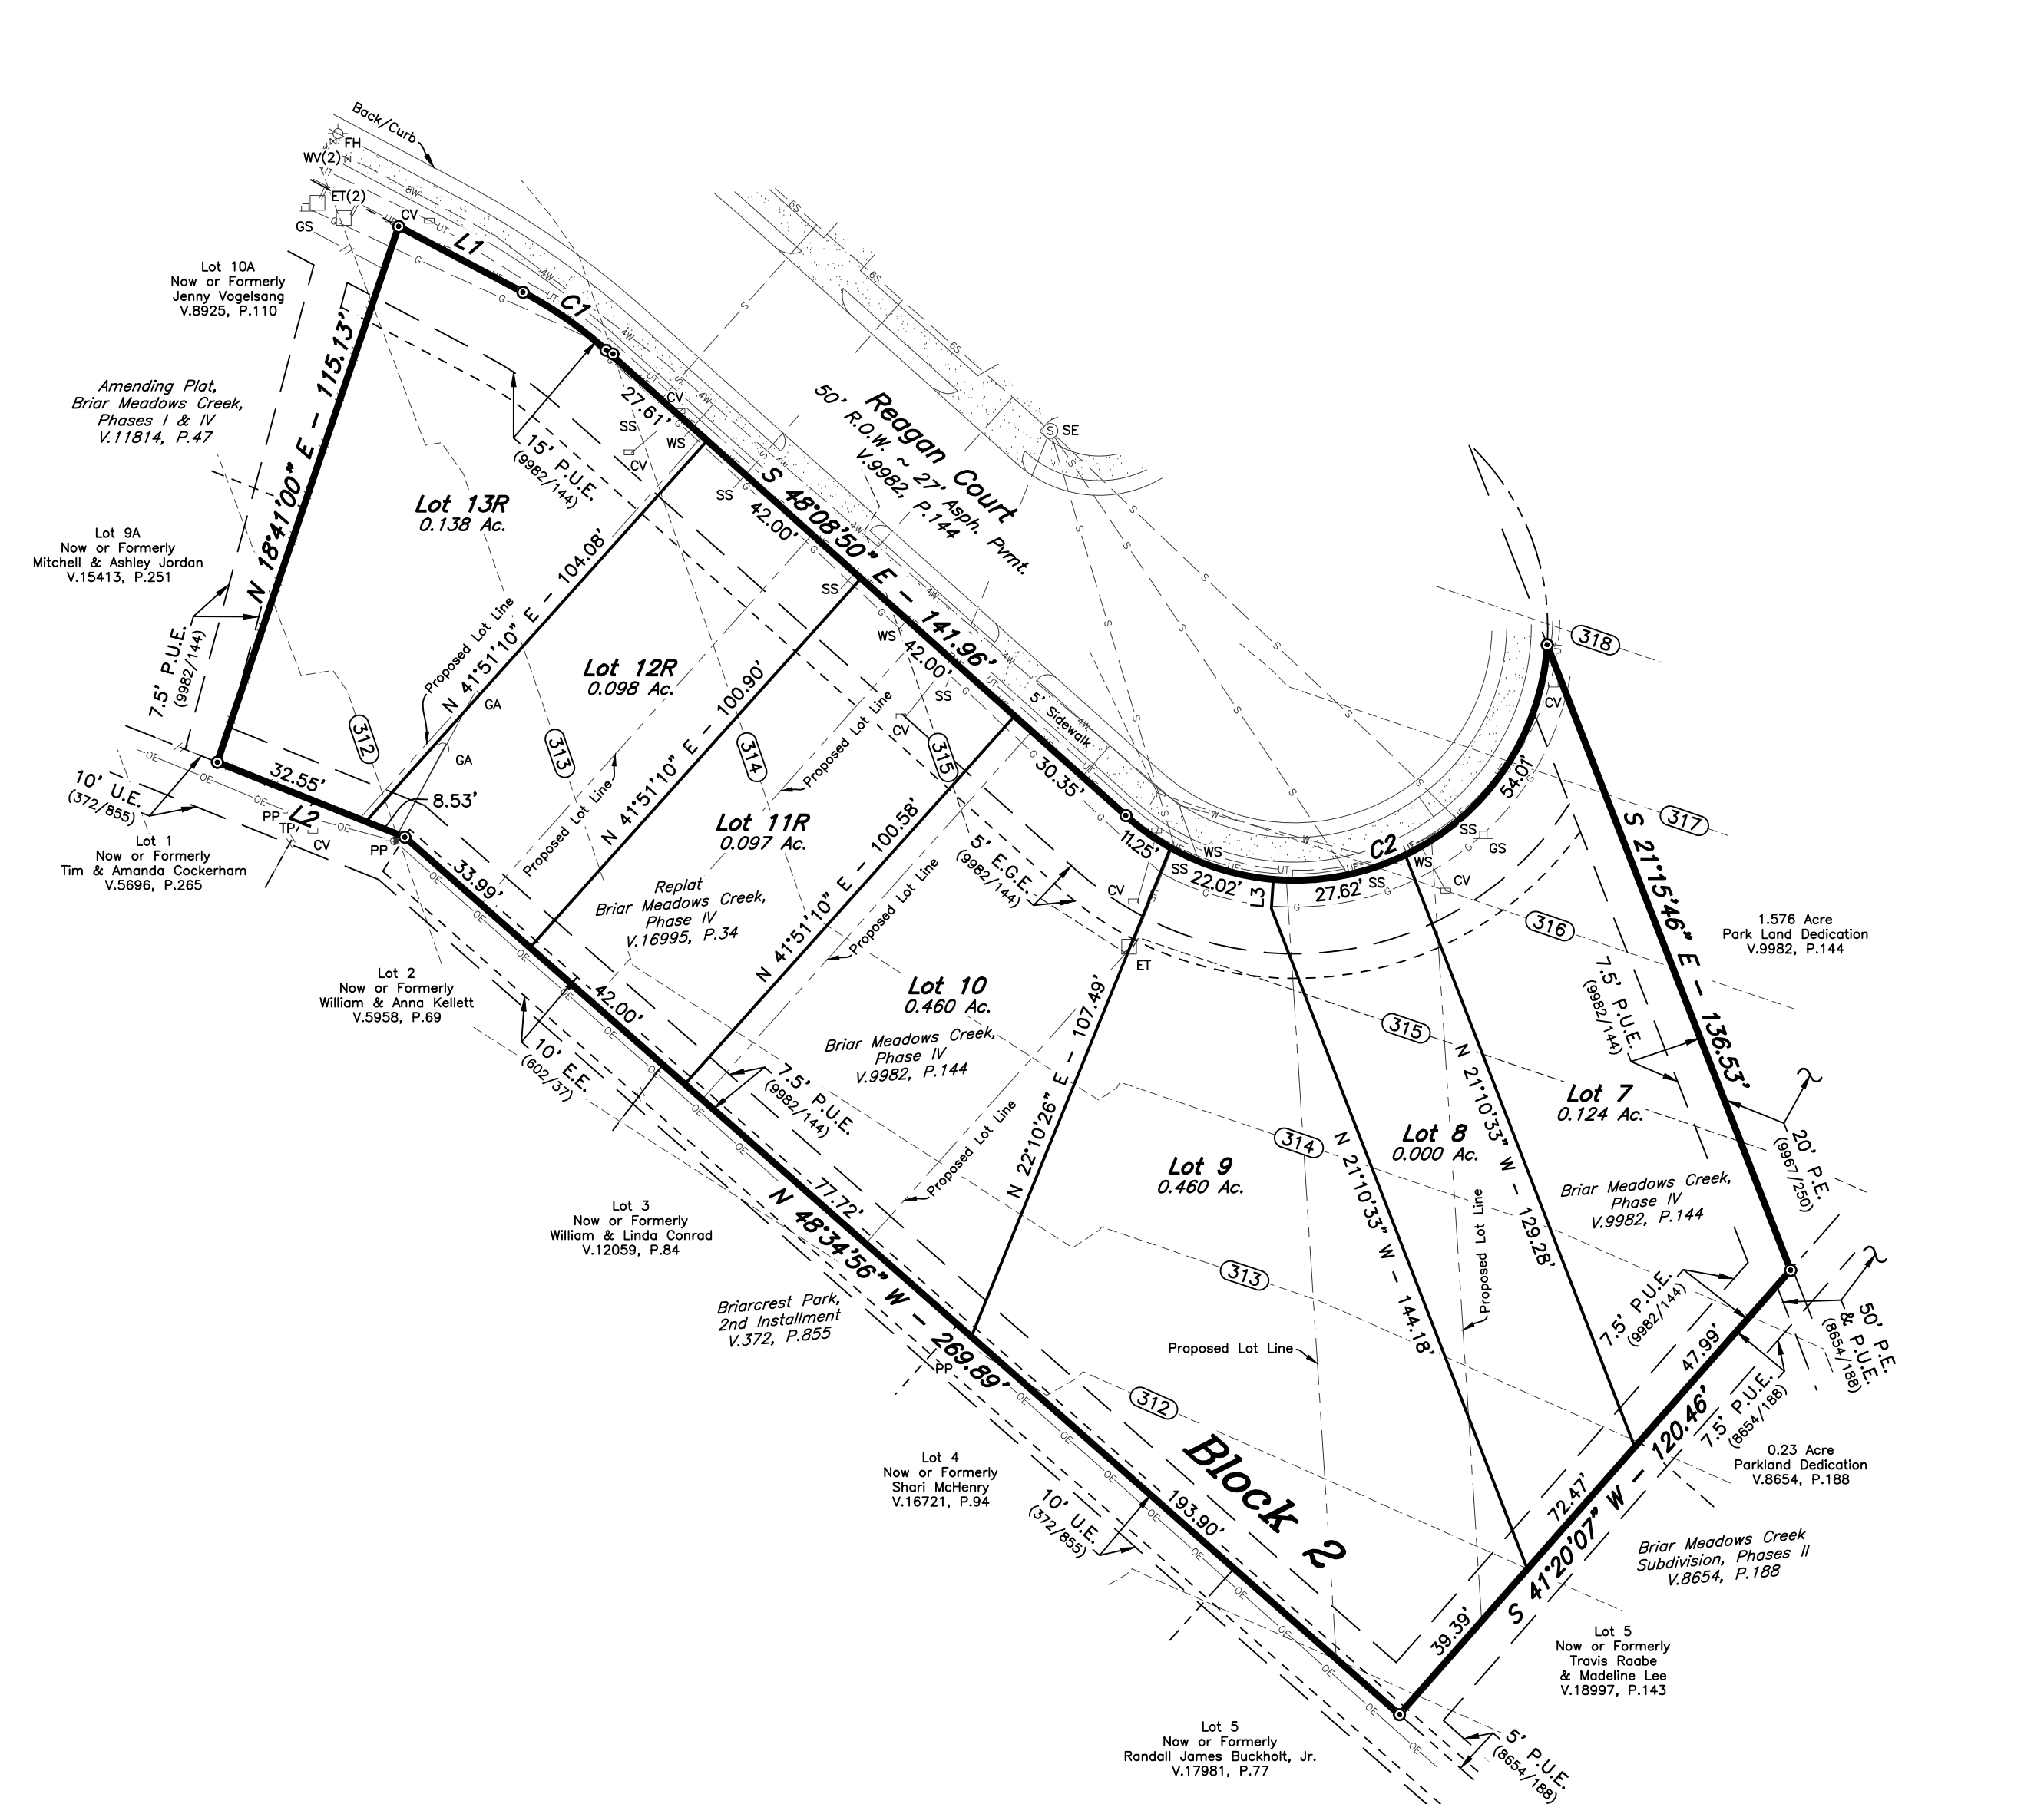 Back/Curb
FH
WV(2)
UT
8W
ET(2)
CV
GS
L1
C1
Lot 10A
Now or Formerly
Jenny Vogelsang
V.8925, P.110
Amending Plat,
Briar Meadows Creek,
Phases I & IV
V.11814, P.47
N 18°41'00" E - 115.13'
Lot 9A
Now or Formerly
Mitchell & Ashley Jordan
V.15413, P.251
7.5' P.U.E.
(9982/144)
Lot 13R
0.138 Ac.
15' P.U.E.
(9982/144)
27.61'
SS
CV
WS
CV
SS
Reagan Court
50' R.O.W. ~ 27' Asph. Pvmt.
V.9982, P.144
S
SE
S 48°08'50" E - 141.96'
42.00'
SS
WS
42.00'
SS
CV
5' Sidewalk
30.35'
N 41°51'10" E - 104.08'
Proposed Lot Line
GA
GA
Lot 12R
0.098 Ac.
Proposed Lot Line
N 41°51'10" E - 100.90'
Proposed Lot Line
Lot 11R
0.097 Ac.
Replat
Briar Meadows Creek,
Phase IV
V.16995, P.34
N 41°51'10" E - 100.58'
Proposed Lot Line
312
313
314
315
318
317
316
315
314
313
312
32.55'
L2
8.53'
10' U.E.
(372/855)
PP
TP
CV
PP
Lot 1
Now or Formerly
Tim & Amanda Cockerham
V.5696, P.265
33.99'
42.00'
Lot 2
Now or Formerly
William & Anna Kellett
V.5958, P.69
10' E.E.
(602/37)
7.5' P.U.E.
(9982/144)
Lot 10
0.460 Ac.
Briar Meadows Creek,
Phase IV
V.9982, P.144
Proposed Lot Line
5' E.G.E.
(9982/144)
11.25'
CV
SS
WS
22.02'
L3
27.62'
C2
SS
WS
CV
SS
GS
54.01'
CV
ET
N 22°10'26" E - 107.49'
Lot 9
0.460 Ac.
N 21°10'33" W - 144.18'
Lot 8
0.000 Ac.
N 21°10'33" W - 129.28'
Proposed Lot Line
Proposed Lot Line
Lot 7
0.124 Ac.
Briar Meadows Creek,
Phase IV
V.9982, P.144
S 21°15'46" E - 136.53'
7.5' P.U.E.
(9982/144)
1.576 Acre
Park Land Dedication
V.9982, P.144
20' P.E.
(9967/250)
50' P.E.
& P.U.E.
(8654/188)
7.5' P.U.E.
(9982/144)
47.99'
7.5' P.U.E.
(8654/188)
S 41°20'07" W - 120.46'
72.47'
39.39'
0.23 Acre
Parkland Dedication
V.8654, P.188
Briar Meadows Creek
Subdivision, Phases II
V.8654, P.188
77.72'
N 48°34'56" W - 269.89'
Lot 3
Now or Formerly
William & Linda Conrad
V.12059, P.84
Briarcrest Park,
2nd Installment
V.372, P.855
PP
Lot 4
Now or Formerly
Shari McHenry
V.16721, P.94
10' U.E.
(372/855)
193.90'
Block 2
Lot 5
Now or Formerly
Travis Raabe
& Madeline Lee
V.18997, P.143
Lot 5
Now or Formerly
Randall James Buckholt, Jr.
V.17981, P.77
5' P.U.E.
(8654/188)